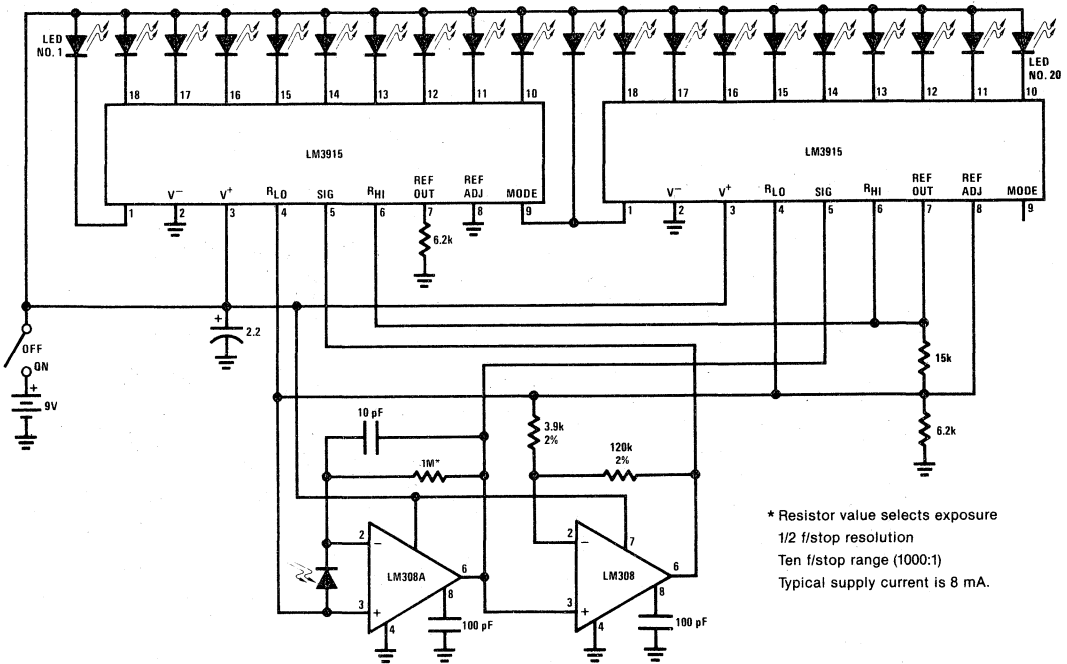 LED
NO. 1
LED
NO. 20
18 17 16 15 14 13 12 11 10
18 17 16 15 14 13 12 11 10
LM3915
LM3915
V− V+ RLO SIG RHI REF OUT REF ADJ MODE
V− V+ RLO SIG RHI REF OUT REF ADJ MODE
1 2 3 4 5 6 7 8 9
1 2 3 4 5 6 7 8 9
6.2k
+
2.2
OFF
ON
+
9V
15k
6.2k
10 pF
3.9k
2%
1M*
120k
2%
2 −
LM308A
6
3 +
8
4
100 pF
2 −
7
LM308
6
3 +
8
4
100 pF
* Resistor value selects exposure
1/2 f/stop resolution
Ten f/stop range (1000:1)
Typical supply current is 8 mA.